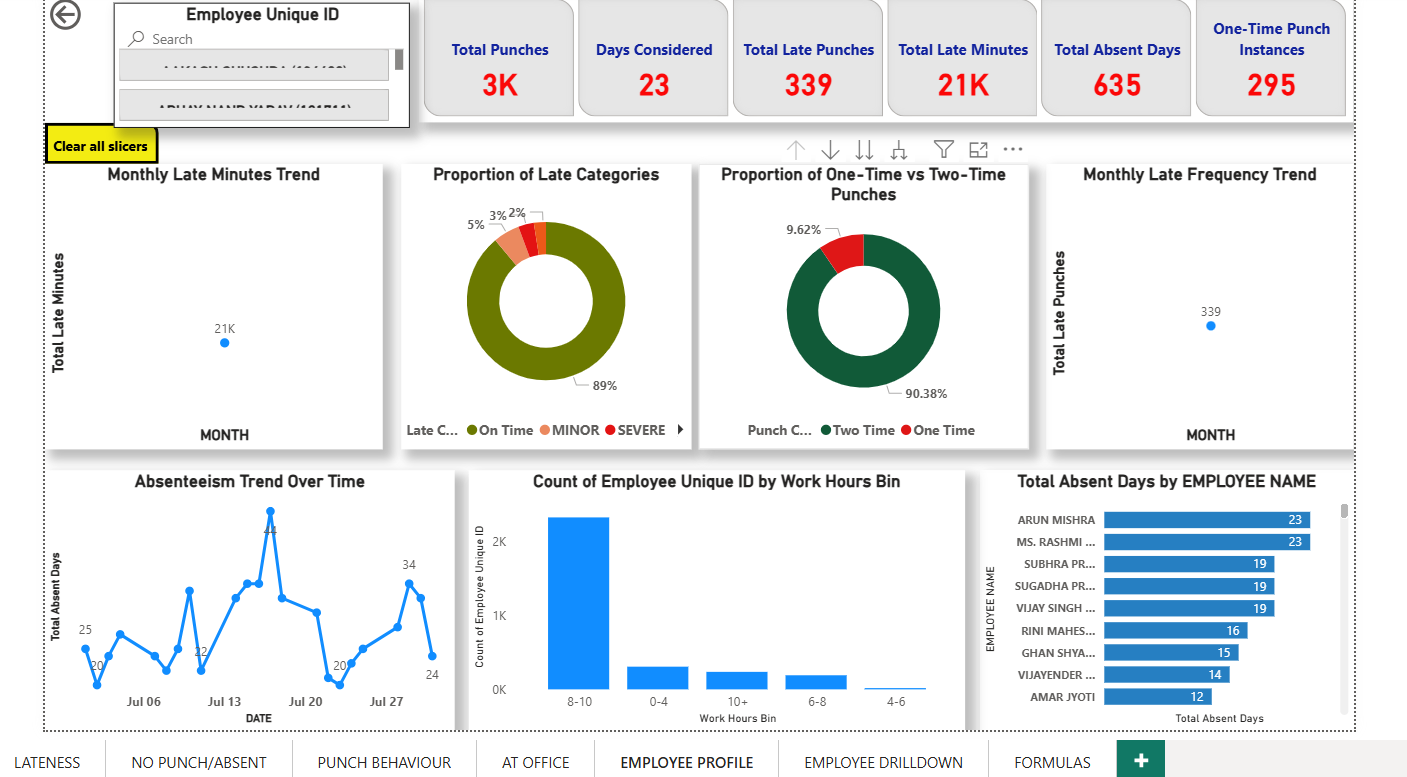 Employee Unique ID
Search
Clear all slicers
Total Punches
3K
Days Considered
23
Total Late Punches
339
Total Late Minutes
21K
Total Absent Days
635
One-Time Punch
Instances
295
Monthly Late Minutes Trend
Total Late Minutes
21K
MONTH
Proportion of Late Categories
5%
3%
2%
89%
Late C... On Time MINOR SEVERE
Proportion of One-Time vs Two-Time
Punches
9.62%
90.38%
Punch C... Two Time One Time
Monthly Late Frequency Trend
Total Late Punches
339
MONTH
Absenteeism Trend Over Time
Total Absent Days
25
20
22
44
20
34
24
Jul 06 Jul 13 Jul 20 Jul 27
DATE
Count of Employee Unique ID by Work Hours Bin
Count of Employee Unique ID
2K
1K
0K
8-10 0-4 10+ 6-8 4-6
Work Hours Bin
Total Absent Days by EMPLOYEE NAME
EMPLOYEE NAME
ARUN MISHRA 23
MS. RASHMI ... 23
SUBHRA PR... 19
SUGADHA PR... 19
VIJAY SINGH ... 19
RINI MAHES... 16
GHAN SHYA... 15
VIJAYENDER ... 14
AMAR JYOTI 12
Total Absent Days
LATENESS NO PUNCH/ABSENT PUNCH BEHAVIOUR AT OFFICE EMPLOYEE PROFILE EMPLOYEE DRILLDOWN FORMULAS